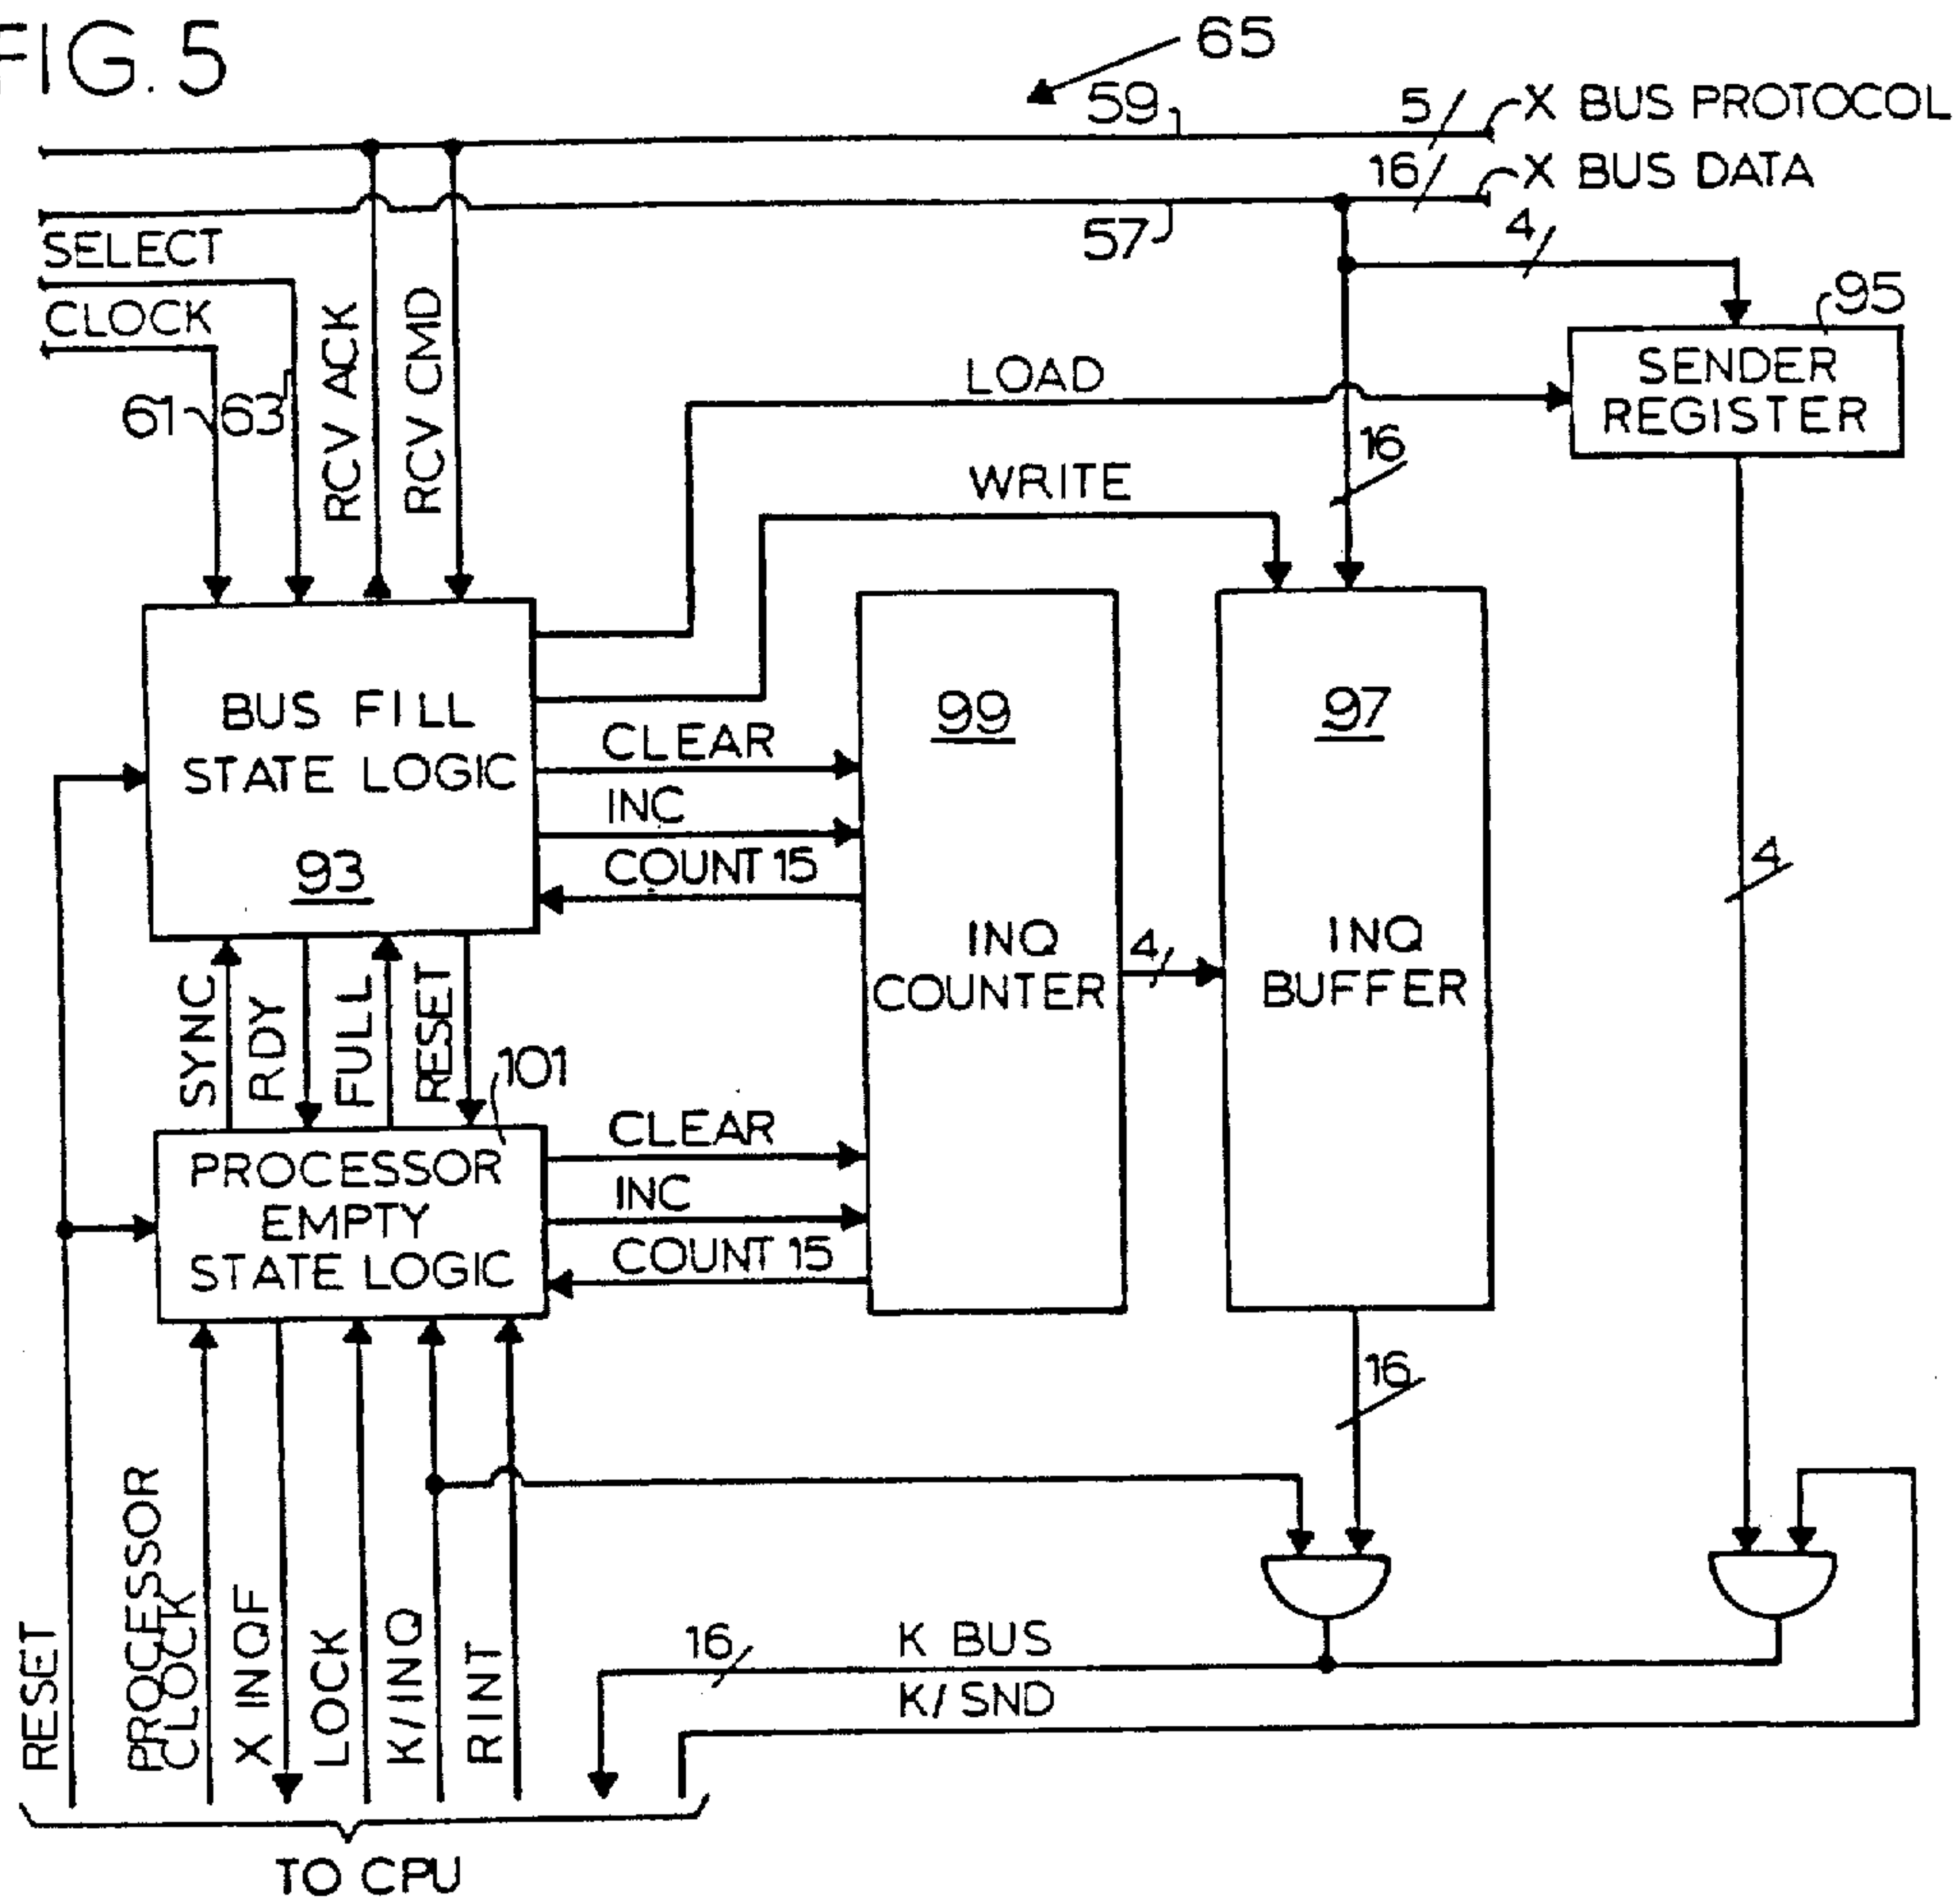 FIG. 5
65
59
5
X BUS PROTOCOL
16
X BUS DATA
57
4
SELECT
CLOCK
61
63
RCV ACK
RCV CMD
LOAD
95
SENDER
REGISTER
WRITE
16
BUS FILL
STATE LOGIC
93
CLEAR
INC
COUNT 15
99
INQ
COUNTER
4
97
INQ
BUFFER
4
SYNC
RDY
FULL
RESET
101
PROCESSOR
EMPTY
STATE LOGIC
CLEAR
INC
COUNT 15
16
RESET
PROCESSOR
CLOCK
X INQF
LOCK
K/INQ
RINT
16
K BUS
K/SND
TO CPU